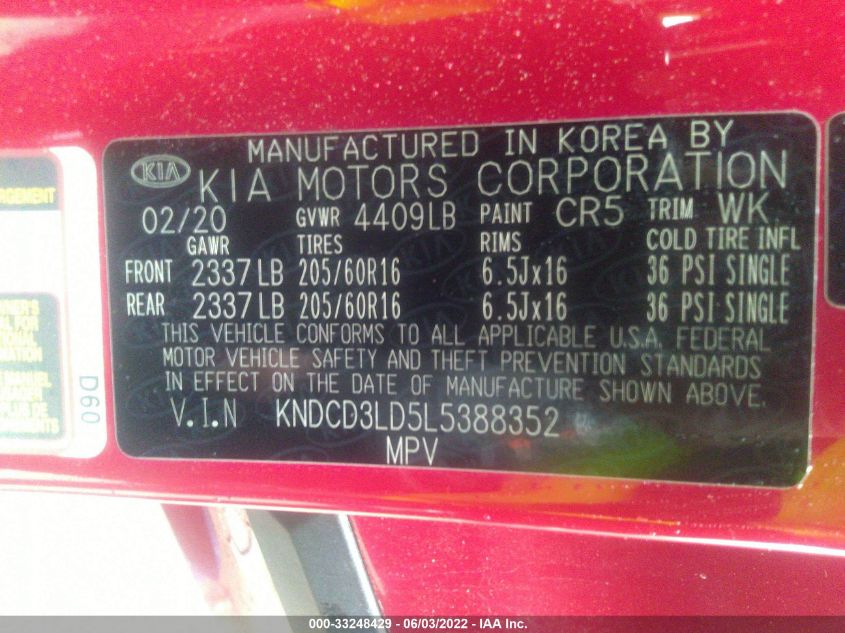 MANUFACTURED IN KOREA BY
KIA KIA MOTORS CORPORATION
02/20 GVWR 4409LB PAINT CR5 TRIM WK
GAWR TIRES RIMS COLD TIRE INFL
FRONT 2337LB 205/60R16 6.5Jx16 36 PSI SINGLE
REAR 2337LB 205/60R16 6.5Jx16 36 PSI SINGLE
THIS VEHICLE CONFORMS TO ALL APPLICABLE U.S.A. FEDERAL
MOTOR VEHICLE SAFETY AND THEFT PREVENTION STANDARDS
IN EFFECT ON THE DATE OF MANUFACTURE SHOWN ABOVE.
V.I.N KNDCD3LD5L5388352
MPV
D60
000-33248429 - 06/03/2022 - IAA Inc.